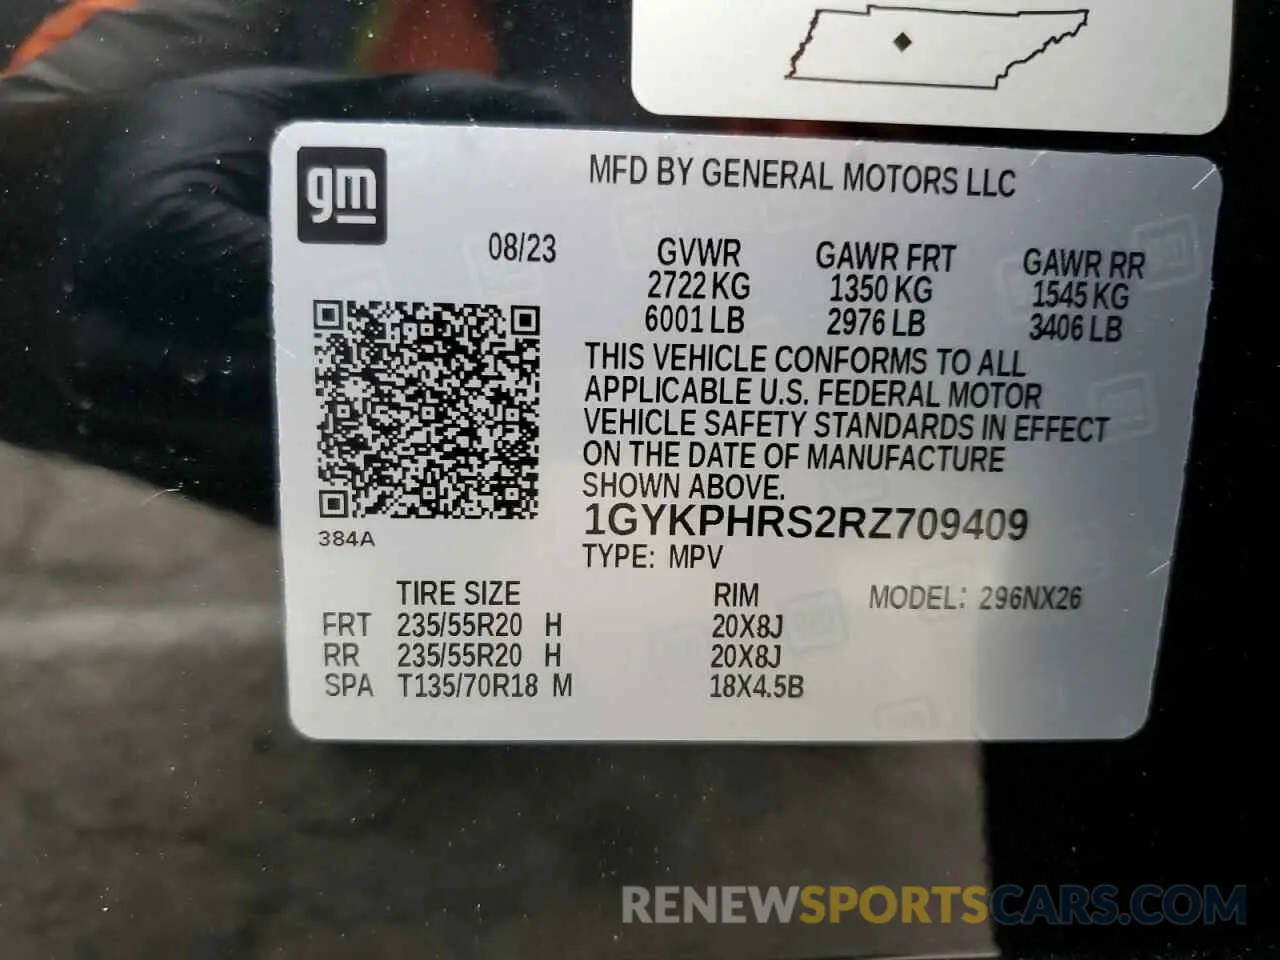 gm
MFD BY GENERAL MOTORS LLC
08/23
GVWR GAWR FRT GAWR RR
2722 KG 1350 KG 1545 KG
6001 LB 2976 LB 3406 LB
THIS VEHICLE CONFORMS TO ALL
APPLICABLE U.S. FEDERAL MOTOR
VEHICLE SAFETY STANDARDS IN EFFECT
ON THE DATE OF MANUFACTURE
SHOWN ABOVE.
1GYKPHRS2RZ709409
384A
TYPE: MPV
TIRE SIZE RIM MODEL: 296NX26
FRT 235/55R20 H 20X8J
RR 235/55R20 H 20X8J
SPA T135/70R18 M 18X4.5B
RENEWSPORTSCARS.COM